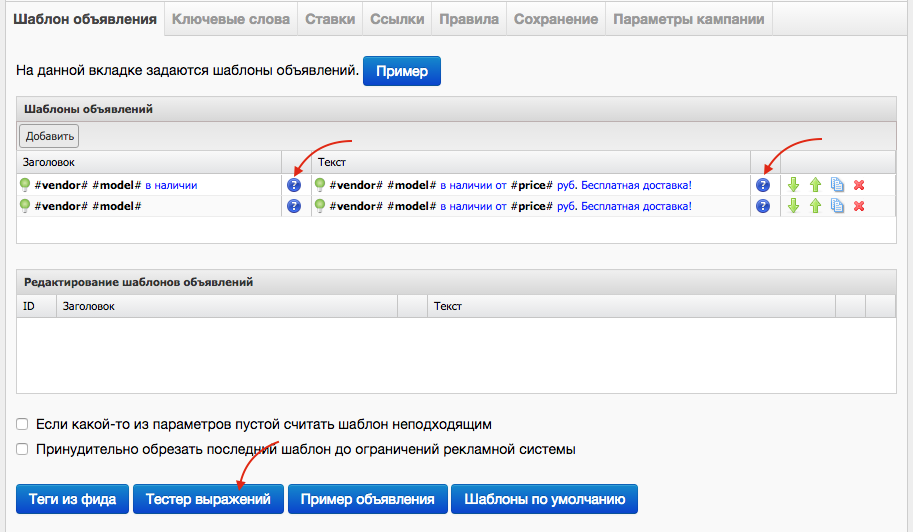 Шаблон объявления Ключевые слова Ставки Ссылки Правила Сохранение Параметры кампании
На данной вкладке задаются шаблоны объявлений. Пример
Шаблоны объявлений
Добавить
Заголовок Текст
#vendor# #model# в наличии ? #vendor# #model# в наличии от #price# руб. Бесплатная доставка! ?
#vendor# #model# ? #vendor# #model# в наличии от #price# руб. Бесплатная доставка! ?
Редактирование шаблонов объявлений
ID Заголовок Текст
Если какой-то из параметров пустой считать шаблон неподходящим
Принудительно обрезать последний шаблон до ограничений рекламной системы
Теги из фида Тестер выражений Пример объявления Шаблоны по умолчанию